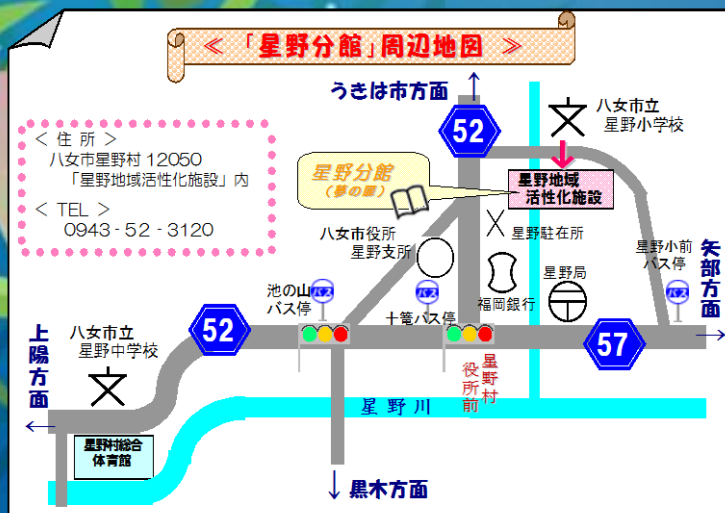 ≪ 「星野分館」周辺地図 ≫
うきは市方面
↑
52
八女市立
星野小学校
< 住 所 >
八女市星野村 12050
「星野地域活性化施設」内
< TEL >
0943 - 52 - 3120
星野分館
(夢の扉)
星野地域
活性化施設
八女市役所
星野支所
星野駐在所
星野小前
バス停
バス
矢部方面
→
池の山
バス停
バス
バス
十篭バス停
福岡銀行
星野局
上陽方面
←
八女市立
星野中学校
52
57
星野村
役所前
星 野 川
星野村総合
体育館
↓ 黒木方面